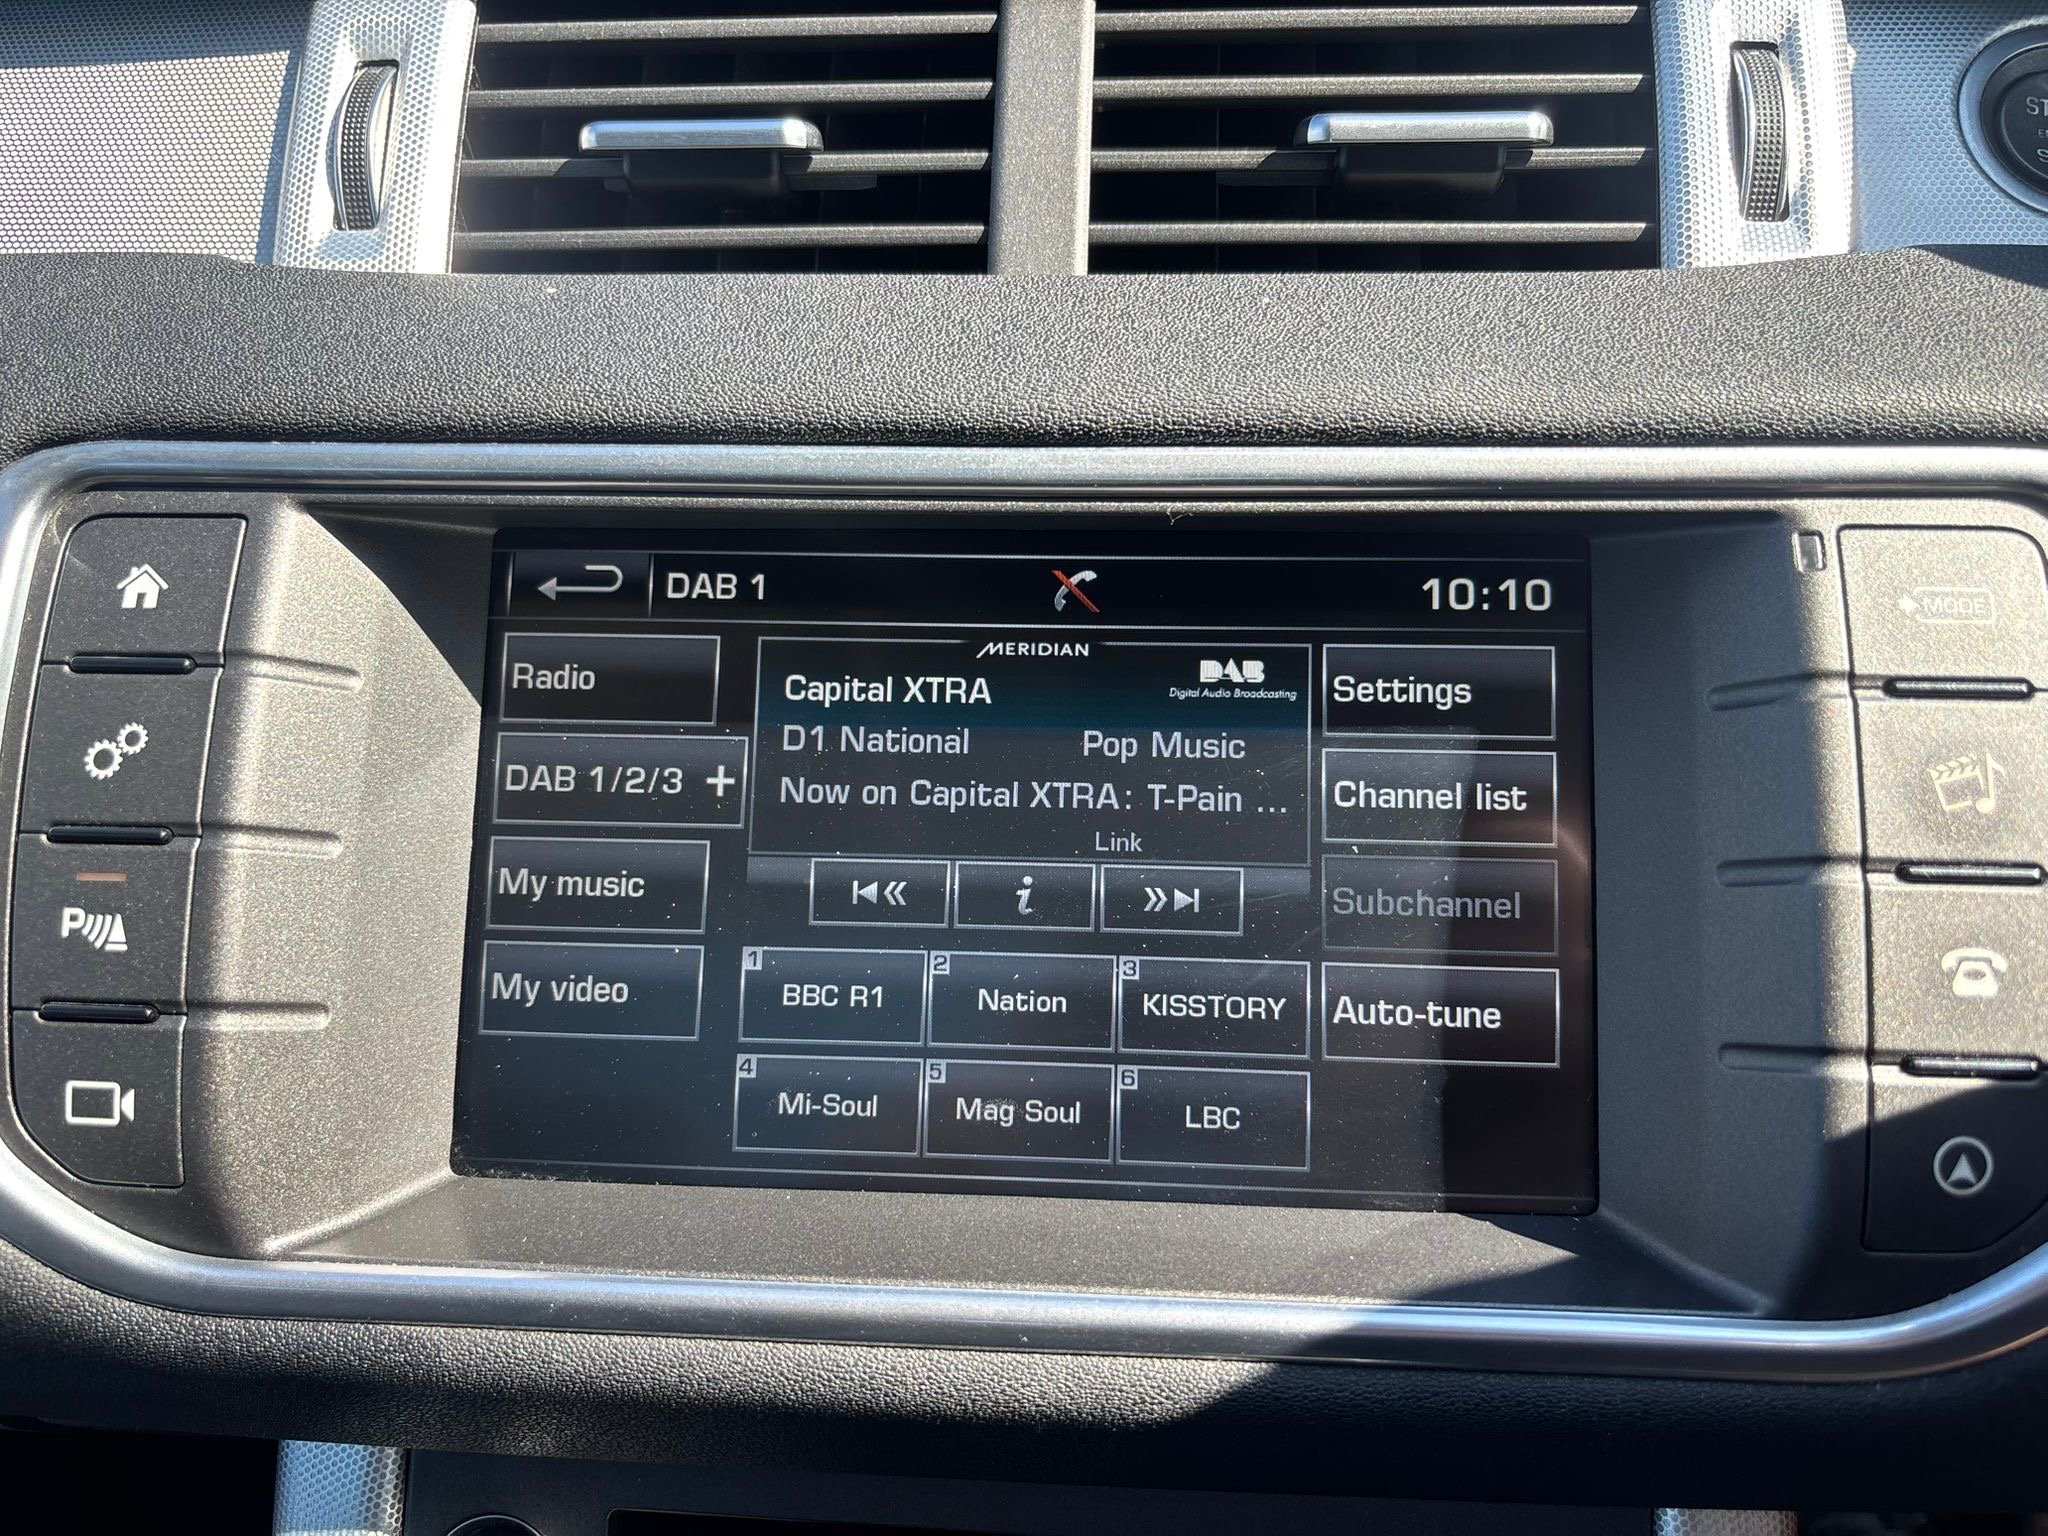 DAB 1
10:10
Radio
DAB 1/2/3 +
My music
My video
MERIDIAN
Capital XTRA
DAB
Digital Audio Broadcasting
D1 National
Pop Music
Now on Capital XTRA: T-Pain ...
Link
i
Settings
Channel list
Subchannel
Auto-tune
1
BBC R1
2
Nation
3
KISSTORY
4
Mi-Soul
5
Mag Soul
6
LBC
MODE
P